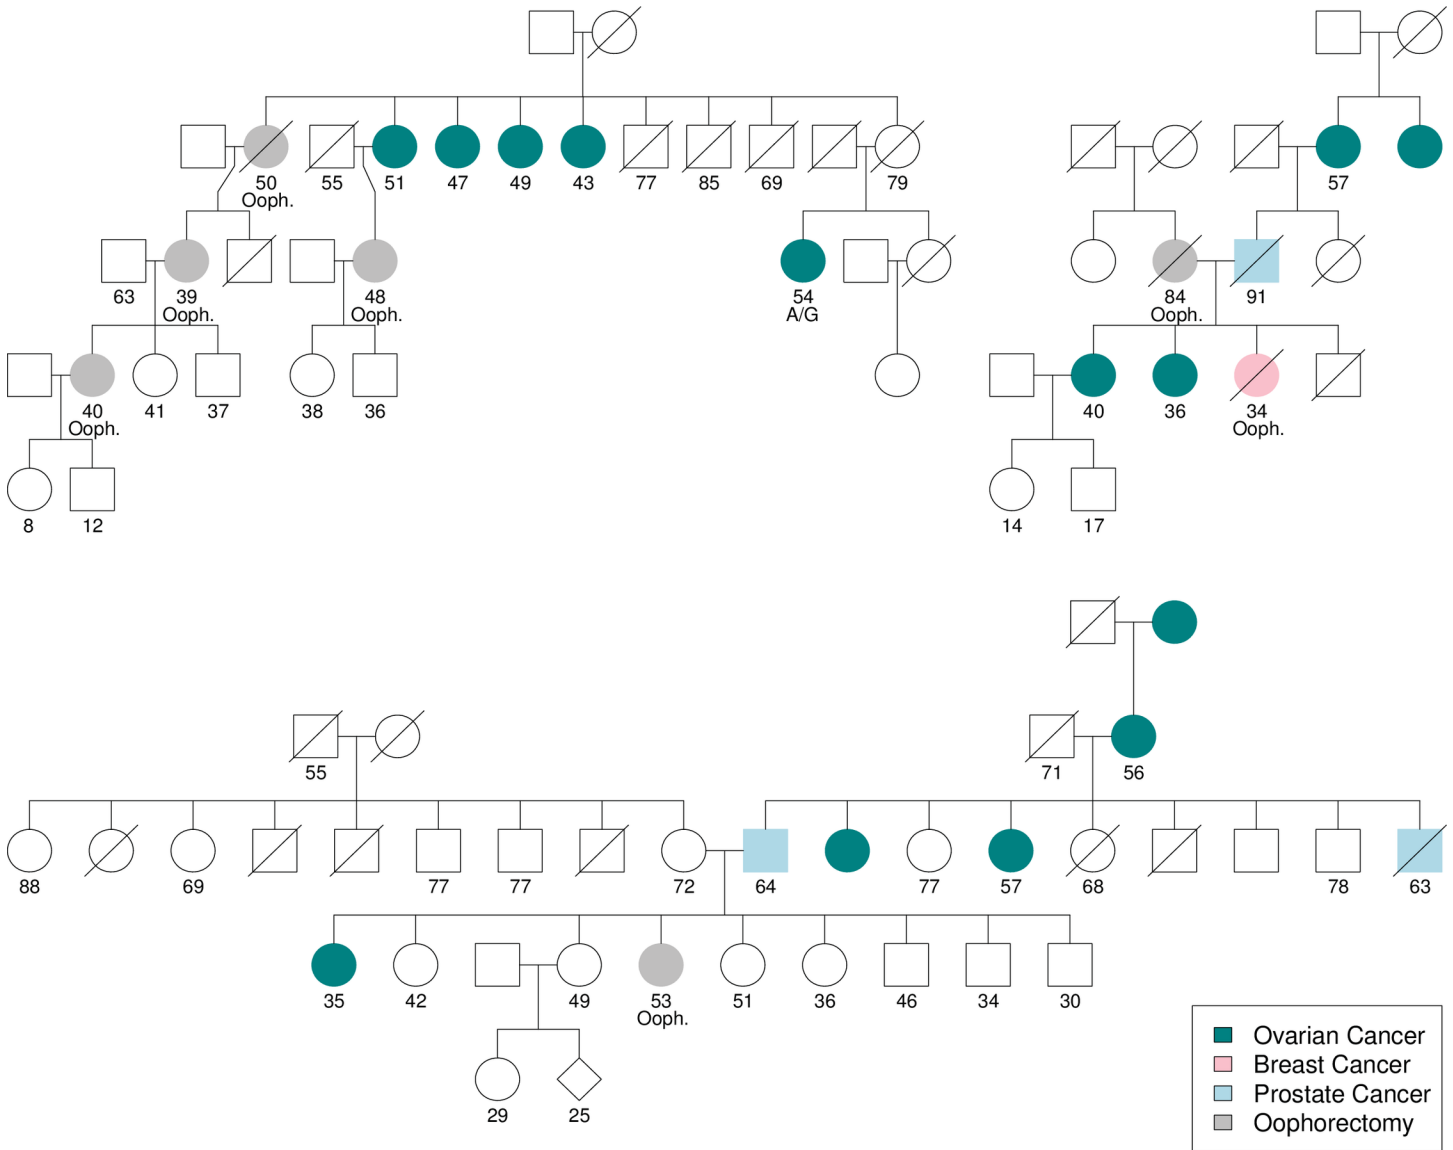 50 55 51 47 49 43 77 85 69 79 57
Ooph.
63 39 48 54 84 91
Ooph. Ooph. A/G Ooph.
40 41 37 38 36 40 36 34
Ooph. Ooph.
8 12 14 17
71 56
55
88 69 77 77 72 64 77 57 68 78 63
35 42 49 53 51 36 46 34 30
Ooph.
29 25
Ovarian Cancer
Breast Cancer
Prostate Cancer
Oophorectomy